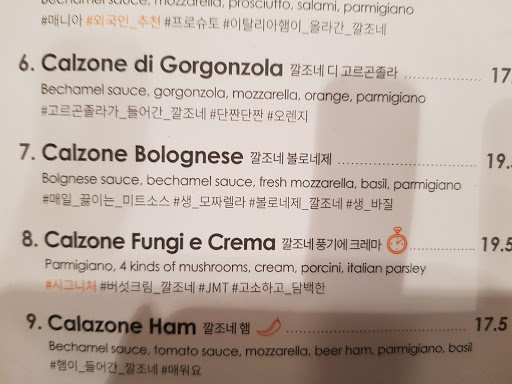 Bechamel sauce, mozzarella, prosciutto, salami, parmigiano
#매니아 #외국인_추천 #프로슈토 #이탈리아햄이_올라간_깔조네
6. Calzone di Gorgonzola 깔조네 디 고르곤졸라 17.
Bechamel sauce, gorgonzola, mozzarella, orange, parmigiano
#고르곤졸라가_들어간_깔조네 #단짠단짠 #오렌지
7. Calzone Bolognese 깔조네 볼로네제 19.
Bolgnese sauce, bechamel sauce, fresh mozzarella, basil, parmigiano
#매일_끓이는_미트소스 #생_모짜렐라 #볼로네제_깔조네 #생_바질
8. Calzone Fungi e Crema 깔조네 풍기에 크레마 19.5
Parmigiano, 4 kinds of mushrooms, cream, porcini, italian parsley
#시그니처 #버섯크림_깔조네 #JMT #고소하고_담백한
9. Calazone Ham 깔조네 햄 17.5
Bechamel sauce, tomato sauce, mozzarella, beer ham, parmigiano, basil
#햄이_들어간_깔조네 #매워요